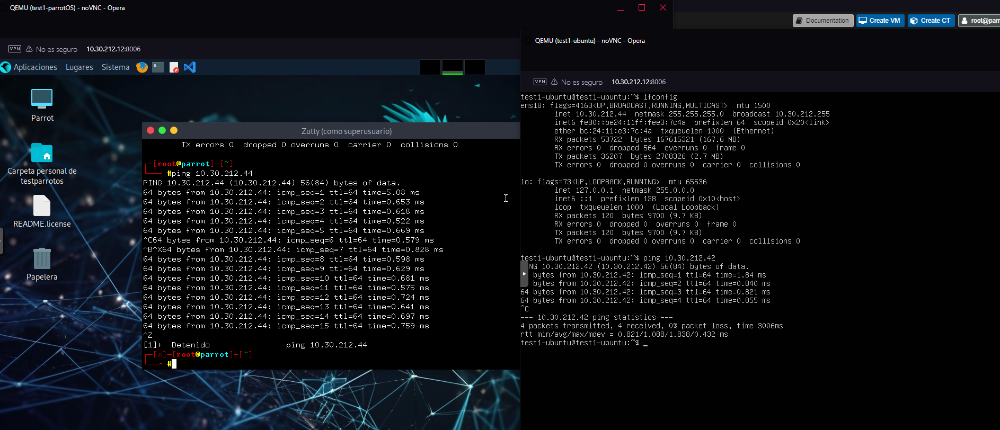 QEMU (test1-parrotOS) - noVNC - Opera
Documentation
Create VM
Create CT
root@pam
VPN No es seguro 10.30.212.12:8006
Aplicaciones Lugares Sistema
Parrot
Carpeta personal de
testparrotos
README.license
Papelera
Zutty (como superusuario)
TX errors 0  dropped 0 overruns 0  carrier 0  collisions 0
┌─[root@parrot]─[~]
└──╼ #ping 10.30.212.44
PING 10.30.212.44 (10.30.212.44) 56(84) bytes of data.
64 bytes from 10.30.212.44: icmp_seq=1 ttl=64 time=5.08 ms
64 bytes from 10.30.212.44: icmp_seq=2 ttl=64 time=0.653 ms
64 bytes from 10.30.212.44: icmp_seq=3 ttl=64 time=0.618 ms
64 bytes from 10.30.212.44: icmp_seq=4 ttl=64 time=0.522 ms
64 bytes from 10.30.212.44: icmp_seq=5 ttl=64 time=0.669 ms
^C64 bytes from 10.30.212.44: icmp_seq=6 ttl=64 time=0.579 ms
^B^X64 bytes from 10.30.212.44: icmp_seq=7 ttl=64 time=0.828 ms
64 bytes from 10.30.212.44: icmp_seq=8 ttl=64 time=0.598 ms
64 bytes from 10.30.212.44: icmp_seq=9 ttl=64 time=0.629 ms
64 bytes from 10.30.212.44: icmp_seq=10 ttl=64 time=0.681 ms
64 bytes from 10.30.212.44: icmp_seq=11 ttl=64 time=0.575 ms
64 bytes from 10.30.212.44: icmp_seq=12 ttl=64 time=0.724 ms
64 bytes from 10.30.212.44: icmp_seq=13 ttl=64 time=0.641 ms
64 bytes from 10.30.212.44: icmp_seq=14 ttl=64 time=0.697 ms
64 bytes from 10.30.212.44: icmp_seq=15 ttl=64 time=0.759 ms
^Z
[1]+  Detenido                ping 10.30.212.44
┌─[✗]─[root@parrot]─[~]
└──╼ #
QEMU (test1-ubuntu) - noVNC - Opera
VPN No es seguro 10.30.212.12:8006
test1-ubuntu@test1-ubuntu:~$ ifconfig
ens18: flags=4163<UP,BROADCAST,RUNNING,MULTICAST>  mtu 1500
inet 10.30.212.44  netmask 255.255.255.0  broadcast 10.30.212.255
inet6 fe80::be24:11ff:fee3:7c4a  prefixlen 64  scopeid 0x20<link>
ether bc:24:11:e3:7c:4a  txqueuelen 1000  (Ethernet)
RX packets 53722  bytes 167615321 (167.6 MB)
RX errors 0  dropped 564  overruns 0  frame 0
TX packets 36207  bytes 2708326 (2.7 MB)
TX errors 0  dropped 0 overruns 0  carrier 0  collisions 0
lo: flags=73<UP,LOOPBACK,RUNNING>  mtu 65536
inet 127.0.0.1  netmask 255.0.0.0
inet6 ::1  prefixlen 128  scopeid 0x10<host>
loop  txqueuelen 1000  (Local Loopback)
RX packets 120  bytes 9700 (9.7 KB)
RX errors 0  dropped 0  overruns 0  frame 0
TX packets 120  bytes 9700 (9.7 KB)
TX errors 0  dropped 0 overruns 0  carrier 0  collisions 0
test1-ubuntu@test1-ubuntu:~$ ping 10.30.212.42
NG 10.30.212.42 (10.30.212.42) 56(84) bytes of data.
bytes from 10.30.212.42: icmp_seq=1 ttl=64 time=1.84 ms
bytes from 10.30.212.42: icmp_seq=2 ttl=64 time=0.840 ms
64 bytes from 10.30.212.42: icmp_seq=3 ttl=64 time=0.821 ms
64 bytes from 10.30.212.42: icmp_seq=4 ttl=64 time=0.855 ms
^C
--- 10.30.212.42 ping statistics ---
4 packets transmitted, 4 received, 0% packet loss, time 3006ms
rtt min/avg/max/mdev = 0.821/1.088/1.838/0.432 ms
test1-ubuntu@test1-ubuntu:~$ _